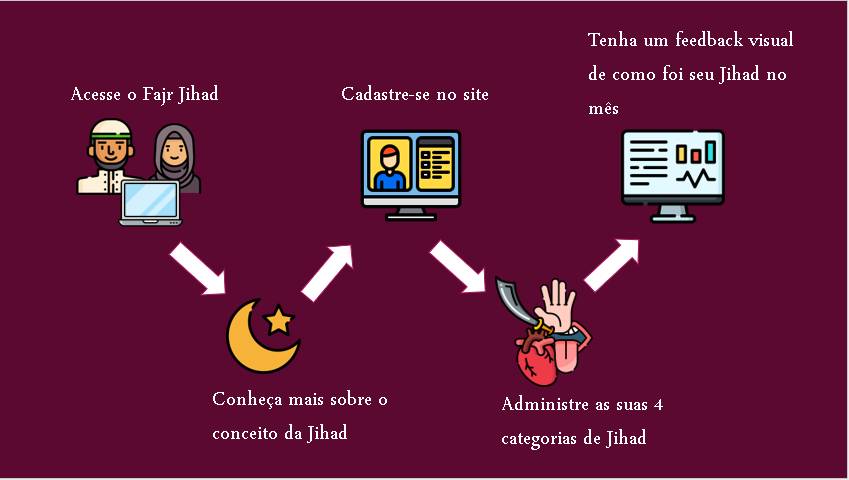 Acesse o Fajr Jihad
Conheça mais sobre o
conceito da Jihad
Cadastre-se no site
Administre as suas 4
categorias de Jihad
Tenha um feedback visual
de como foi seu Jihad no
mês